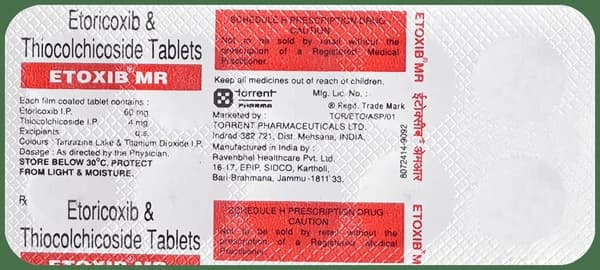 Etoricoxib &
Thiocolchicoside Tablets
ETOXIB® MR
Each film coated tablet contains :
Etoricoxib I.P. 60 mg
Thiocolchicoside I.P. 4 mg
Excipients q.s.
Colours : Tartrazine Lake & Titanium Dioxide I.P.
Dosage : As directed by the Physician.
STORE BELOW 30°C. PROTECT
FROM LIGHT & MOISTURE.
Rx
Etoricoxib &
Thiocolchicoside Tablets
ETOXIB MR
SCHEDULE H PRESCRIPTION DRUG
CAUTION
Not to be sold by retail without the
prescription of a Registered Medical
Practitioner.
Keep all medicines out of reach of children.
torrent
PHARMA
Mfg. Lic. No. :
® Regd. Trade Mark
TOR/ETO/ASP/01
Marketed by :
TORRENT PHARMACEUTICALS LTD.
Indrad-382 721, Dist. Mehsana, INDIA.
Manufactured in India by :
Ravenbhel Healthcare Pvt. Ltd.
16-17, EPIP, SIDCO, Kartholi,
Bari-Brahmana, Jammu-181133.
SCHEDULE H PRESCRIPTION DRUG
CAUTION
Not to be sold by retail without the
prescription of a Registered Medical
Practitioner.
ETOXIB® MR
इटोक्सीब® एमआर
8072414-9092
ETOXIB® M